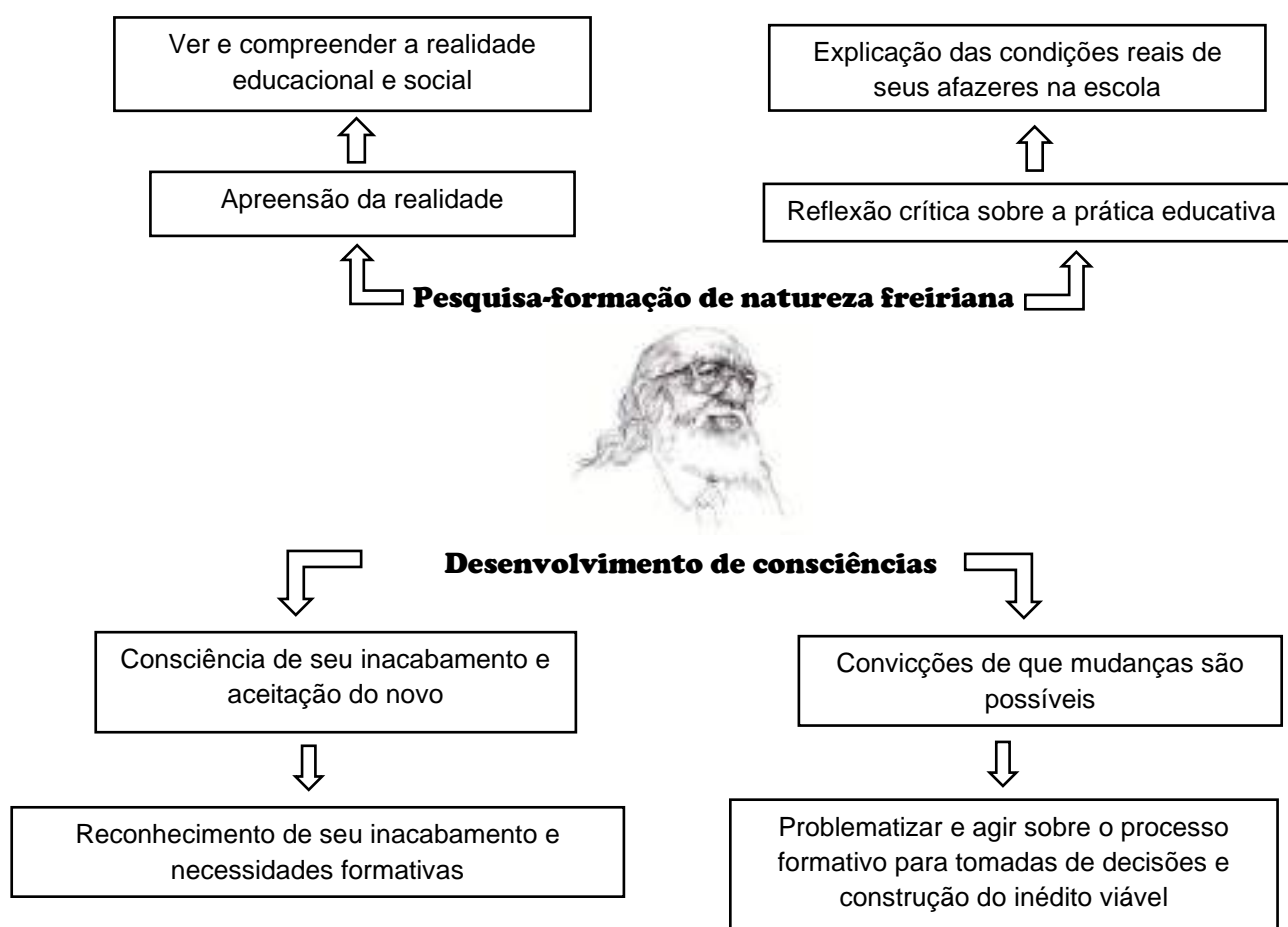 Ver e compreender a realidade
educacional e social
Explicação das condições reais de
seus afazeres na escola
Apreensão da realidade
Reflexão crítica sobre a prática educativa
Pesquisa-formação de natureza freiriana
Desenvolvimento de consciências
Consciência de seu inacabamento e
aceitação do novo
Convicções de que mudanças são
possíveis
Reconhecimento de seu inacabamento e
necessidades formativas
Problematizar e agir sobre o processo
formativo para tomadas de decisões e
construção do inédito viável